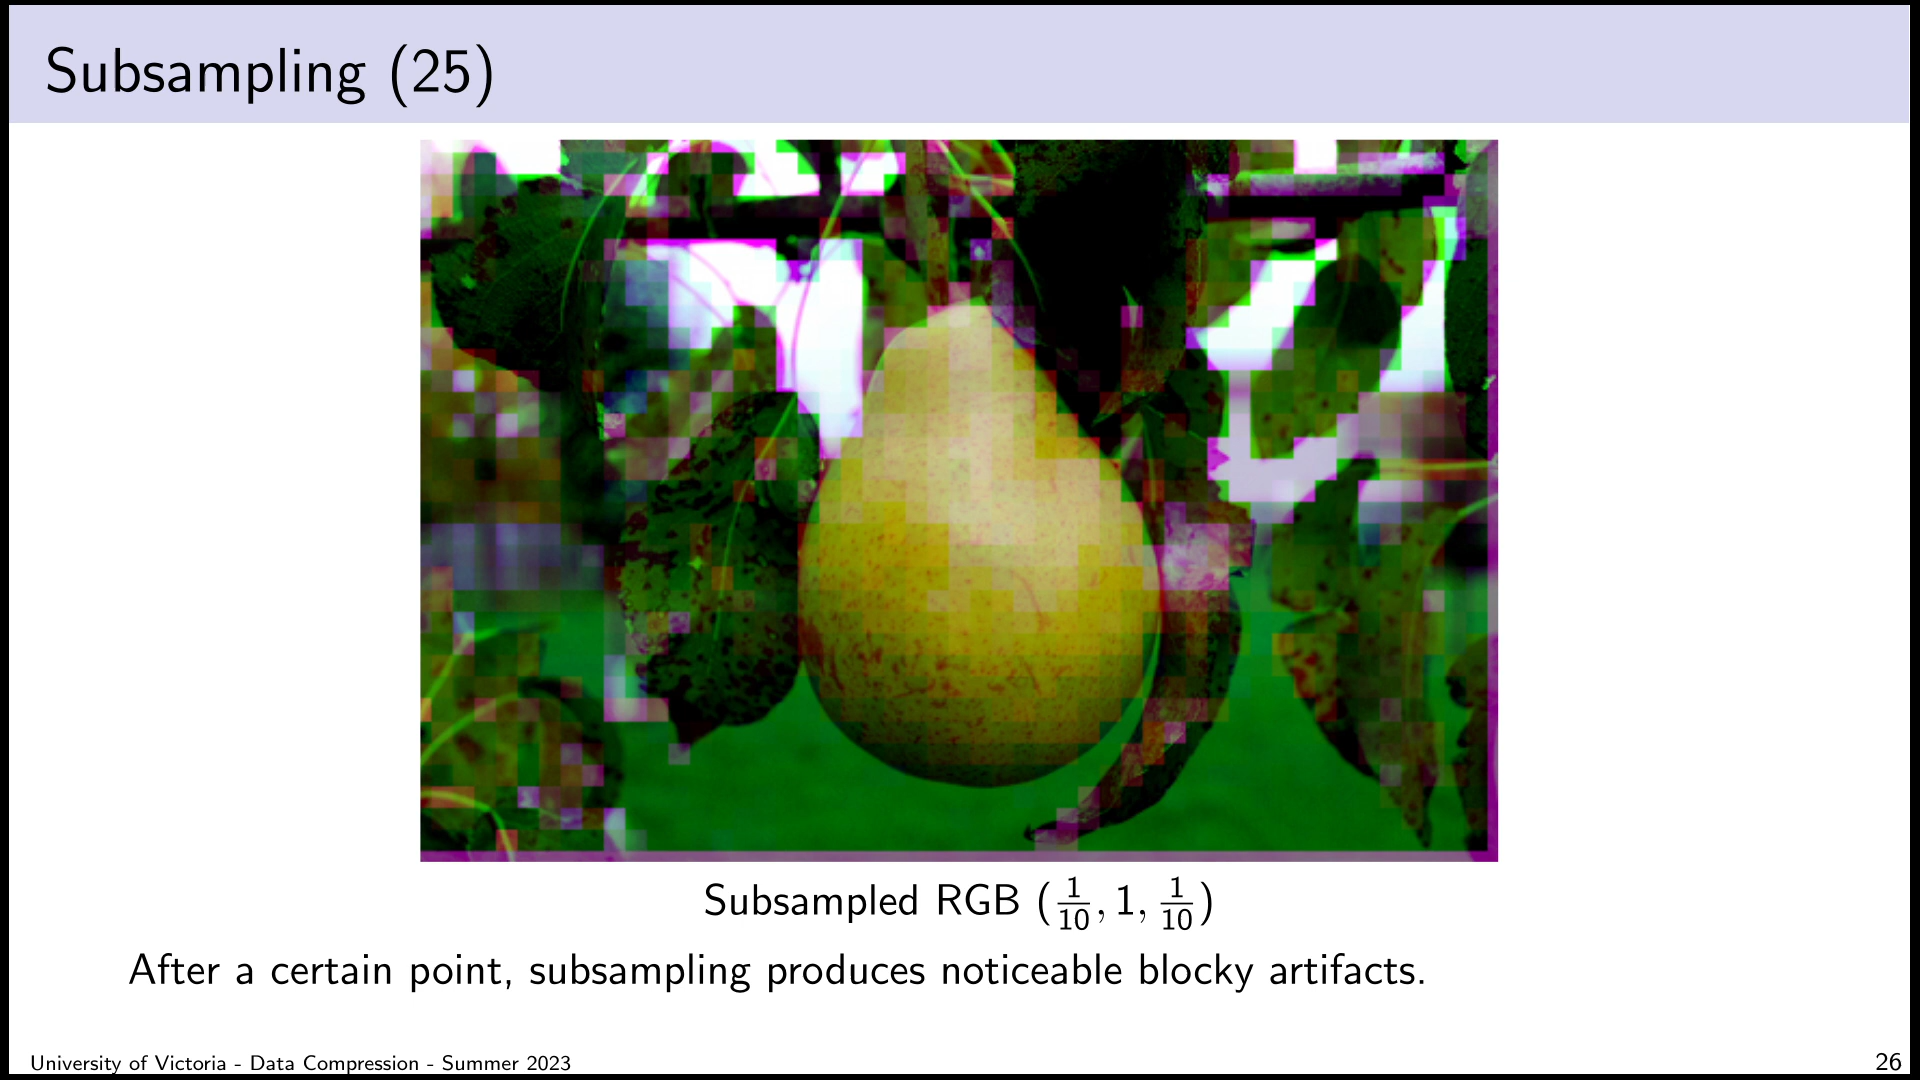 Subsampling (25)
Subsampled RGB (1/10, 1, 1/10)
After a certain point, subsampling produces noticeable blocky artifacts.
University of Victoria - Data Compression - Summer 2023
26